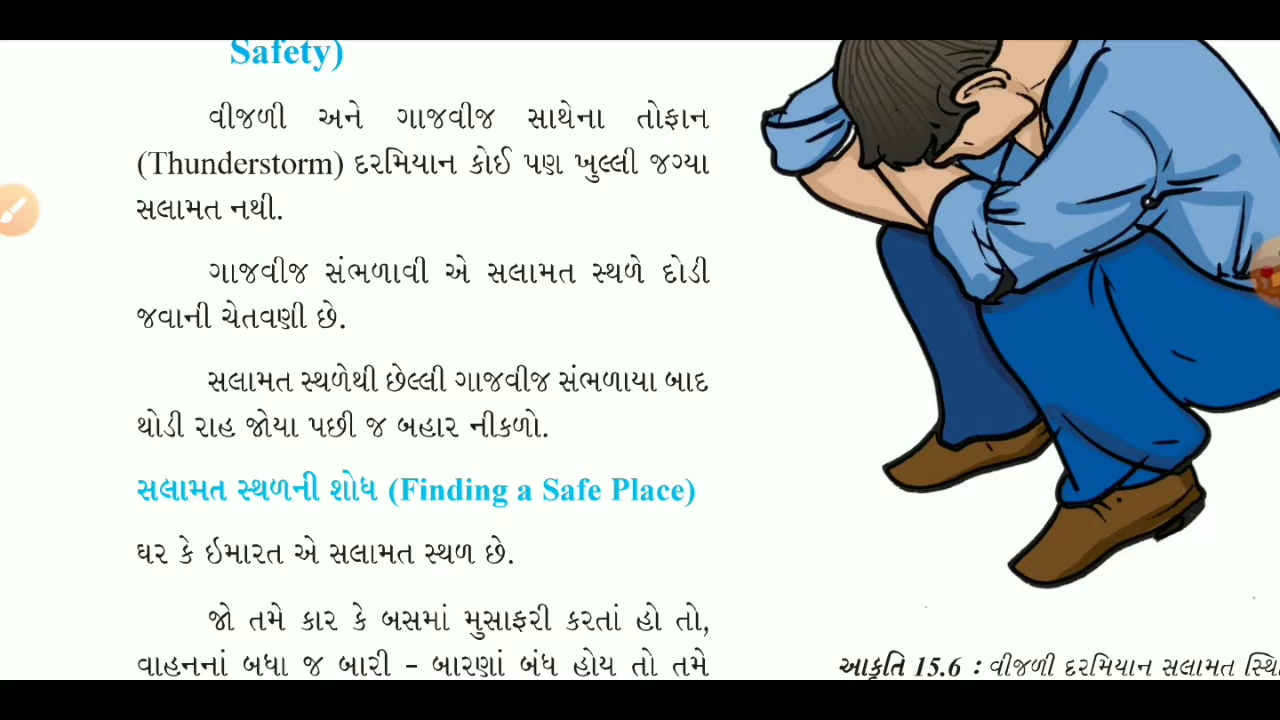 Safety)
વીજળી અને ગાજવીજ સાથેના તોફાન
(Thunderstorm) દરમિયાન કોઈ પણ ખુલ્લી જગ્યા
સલામત નથી.
ગાજવીજ સંભળાવી એ સલામત સ્થળે દોડી
જવાની ચેતવણી છે.
સલામત સ્થળેથી છેલ્લી ગાજવીજ સંભળાયા બાદ
થોડી રાહ જોયા પછી જ બહાર નીકળો.
સલામત સ્થળની શોધ (Finding a Safe Place)
ઘર કે ઇમારત એ સલામત સ્થળ છે.
જો તમે કાર કે બસમાં મુસાફરી કરતાં હો તો,
વાહનનાં બધા જ બારી – બારણાં બંધ હોય તો તમે
આકૃતિ 15.6 : વીજળી દરમિયાન સલામત